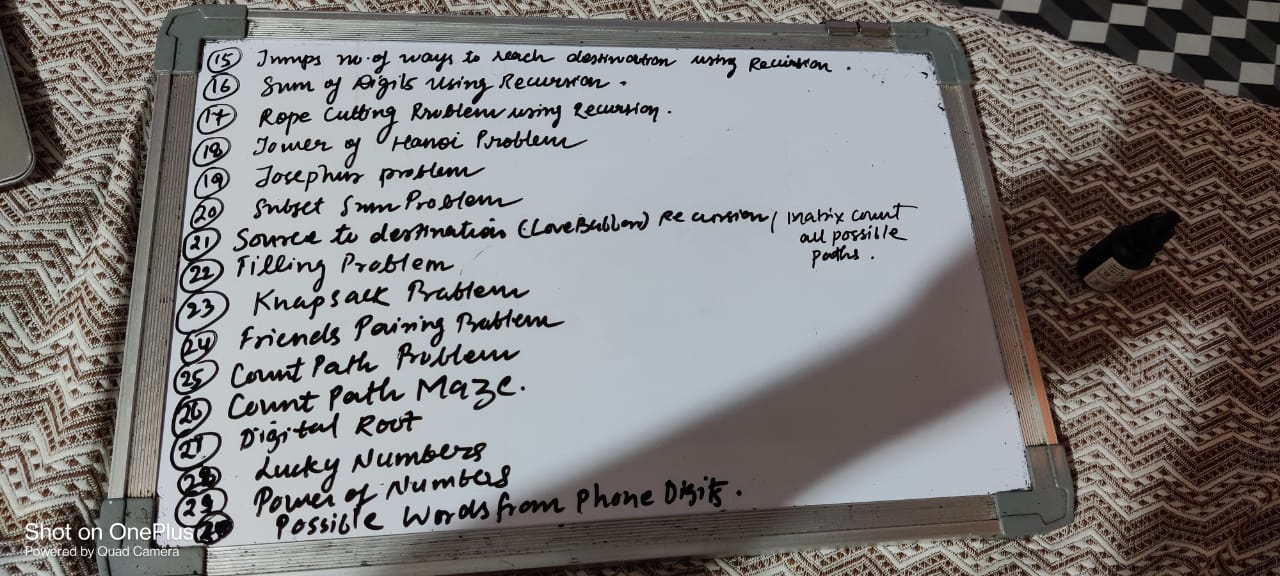 15 Jumps no. of ways to reach destination using Recursion.
16 Sum of Digits using Recursion.
17 Rope Cutting Problem using Recursion.
18 Tower of Hanoi Problem
19 Josephus problem
20 Subset Sum Problem
21 Source to destination (LoveBabbar) Recursion / matrix count
all possible
paths.
22 Tilling Problem
23 Knapsack Problem
24 Friends Pairing Problem
25 Count Path Problem
26 Count Path Maze.
27 Digital Root
28 Lucky Numbers
29 Power of Numbers
Possible Words from Phone Digits.
Shot on OnePlus
Powered by Quad Camera